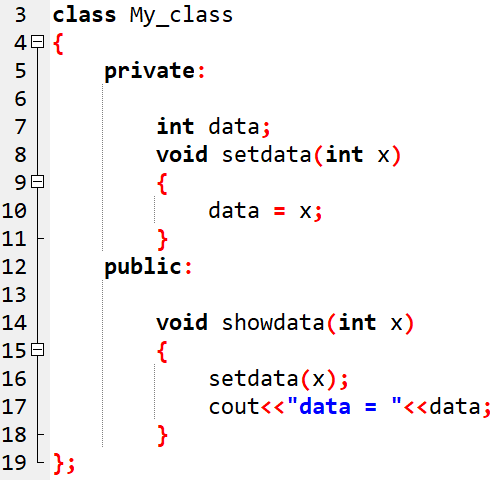 3 class My_class
4 {
5 private:
6
7 int data;
8 void setdata(int x)
9 {
10 data = x;
11 }
12 public:
13
14 void showdata(int x)
15 {
16 setdata(x);
17 cout<<"data = "<<data;
18 }
19 };